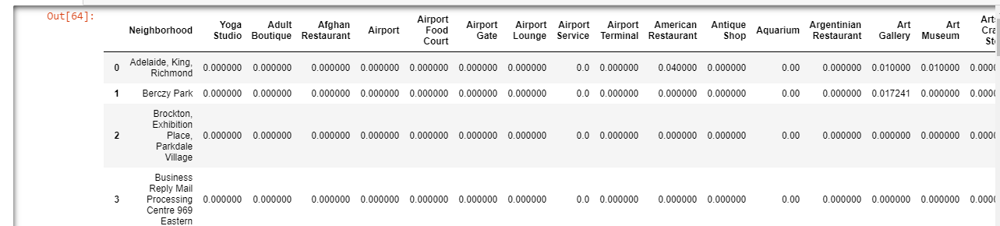 Out[64]:
Neighborhood Yoga Studio Adult Boutique Afghan Restaurant Airport Airport Food Court Airport Gate Airport Lounge Airport Service Airport Terminal American Restaurant Antique Shop Aquarium Argentinian Restaurant Art Gallery Art Museum
0 Adelaide, King, Richmond 0.000000 0.000000 0.000000 0.000000 0.000000 0.000000 0.000000 0.0 0.000000 0.040000 0.000000 0.00 0.000000 0.010000 0.010000 0.000
1 Berczy Park 0.000000 0.000000 0.000000 0.000000 0.000000 0.000000 0.000000 0.0 0.000000 0.000000 0.000000 0.00 0.000000 0.017241 0.000000 0.000
2 Brockton, Exhibition Place, Parkdale Village 0.000000 0.000000 0.000000 0.000000 0.000000 0.000000 0.000000 0.0 0.000000 0.000000 0.000000 0.00 0.000000 0.000000 0.000000 0.000
3 Business Reply Mail Processing Centre 969 Eastern 0.000000 0.000000 0.000000 0.000000 0.000000 0.000000 0.000000 0.0 0.000000 0.000000 0.000000 0.00 0.000000 0.000000 0.000000 0.000